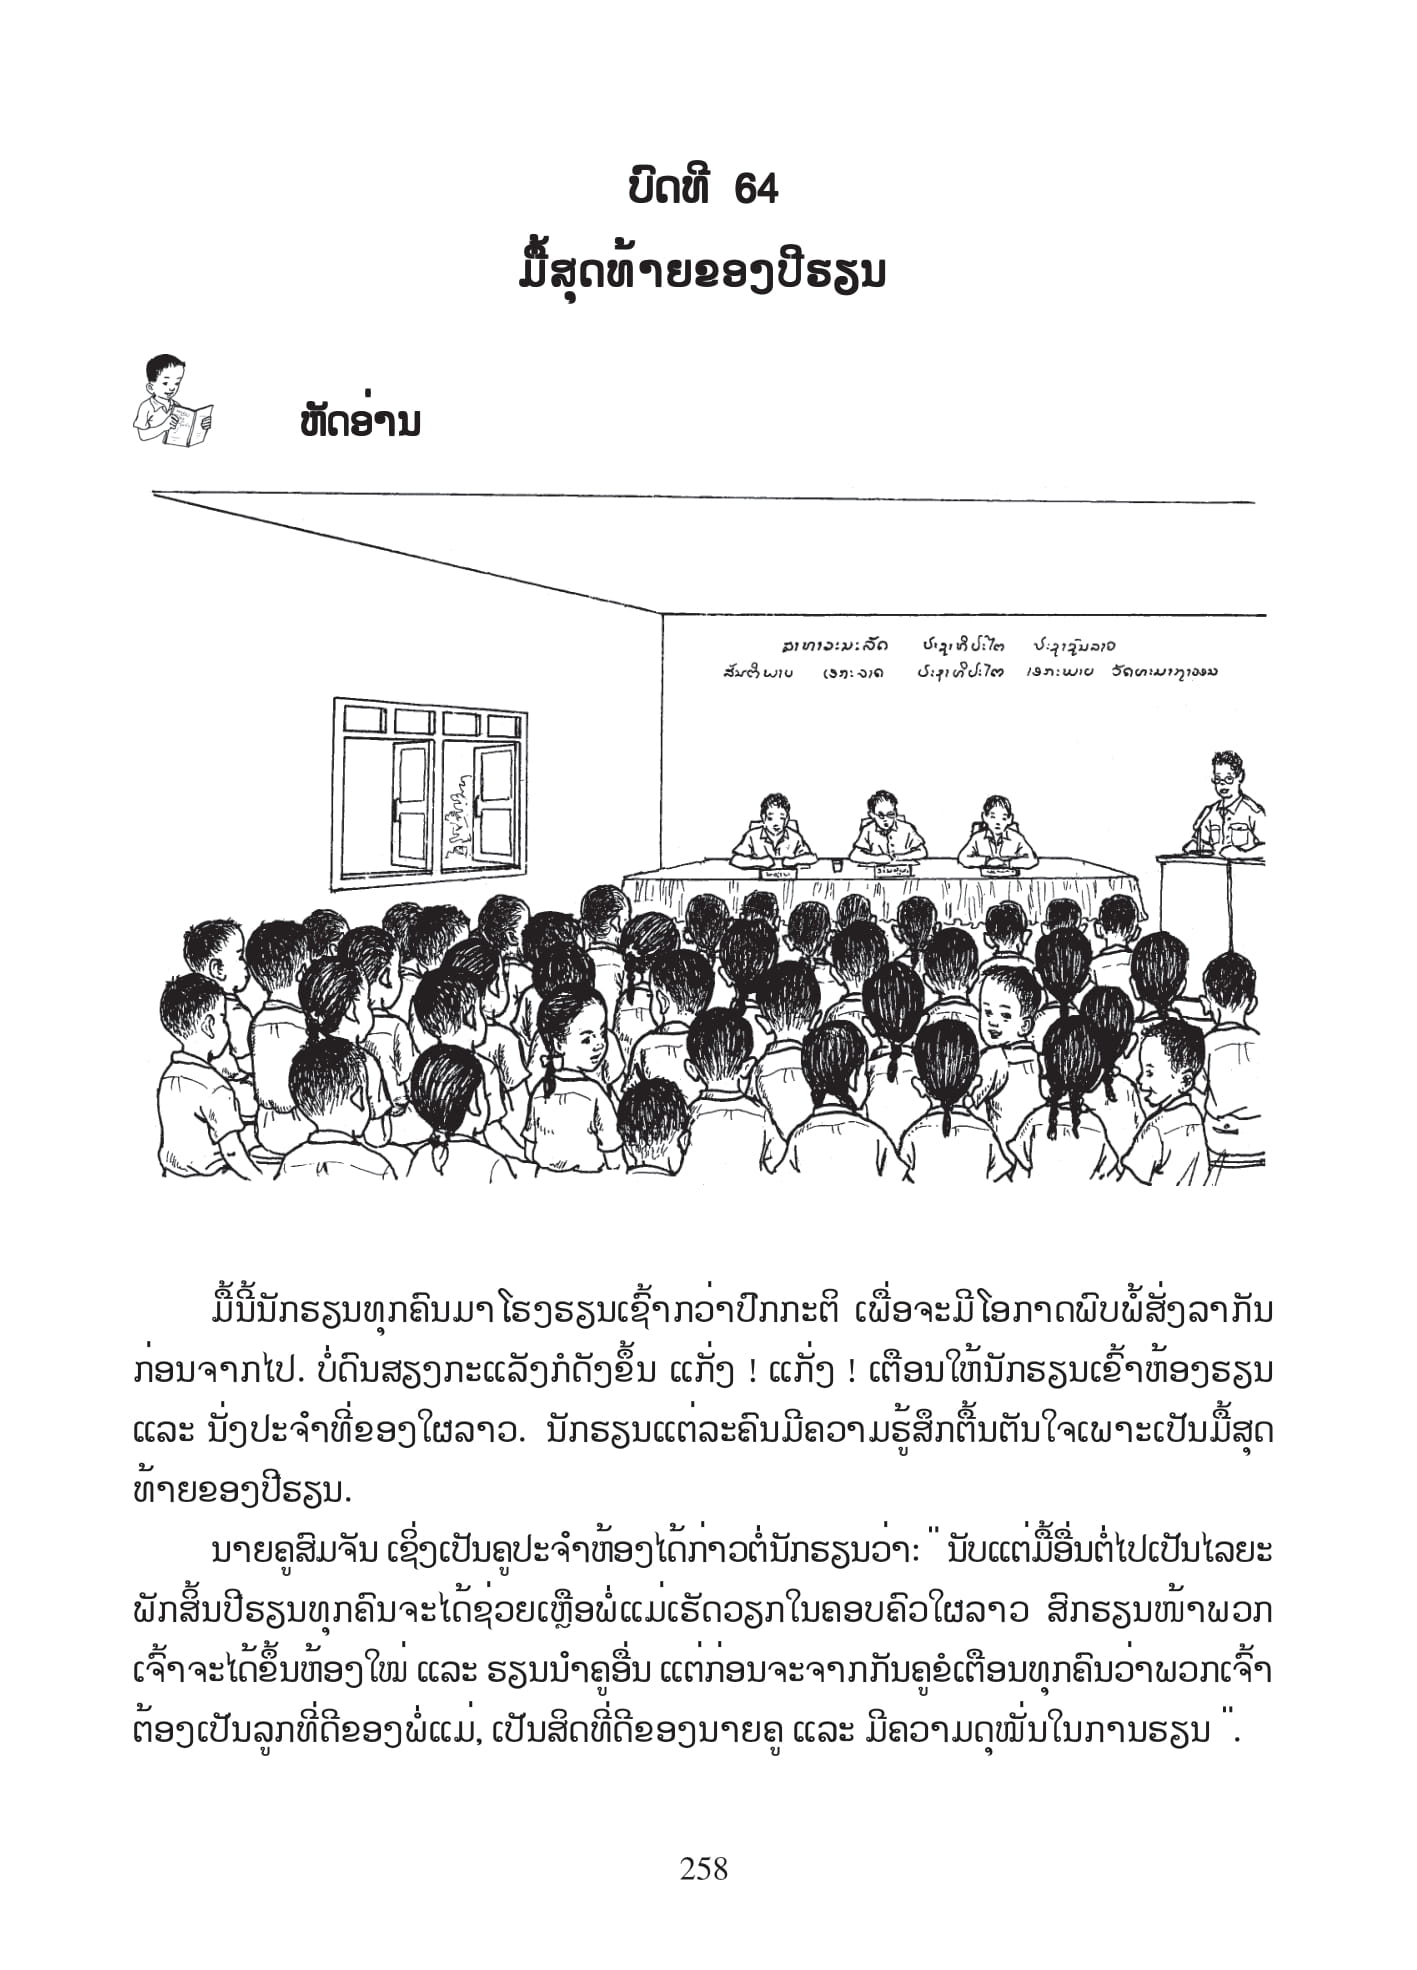 ບົດທີ 64
ມື້ສຸດທ້າຍຂອງປີຮຽນ
ຫັດອ່ານ
ສາທາລະນະລັດ ປະຊາທິປະໄຕ ປະຊາຊົນລາວ
ສັນຕິພາບ ເອກະລາດ ປະຊາທິປະໄຕ ເອກະພາບ ວັດທະນາຖາວອນ
ມື້ນີ້ນັກຮຽນທຸກຄົນມາໂຮງຮຽນເຊົ້າກວ່າປົກກະຕິ ເພື່ອຈະມີໂອກາດພົບພໍ້ສັ່ງລາກັນ
ກ່ອນຈາກໄປ. ບໍ່ດົນສຽງກະແລັງກໍດັງຂຶ້ນ ແກັ່ງ ! ແກັ່ງ ! ເຕືອນໃຫ້ນັກຮຽນເຂົ້າຫ້ອງຮຽນ
ແລະ ນັ່ງປະຈຳທີ່ຂອງໃຜລາວ. ນັກຮຽນແຕ່ລະຄົນມີຄວາມຮູ້ສຶກຕື້ນຕັນໃຈເພາະເປັນມື້ສຸດ
ທ້າຍຂອງປີຮຽນ.
ນາຍຄູສົມຈັນ ເຊິ່ງເປັນຄູປະຈຳຫ້ອງໄດ້ກ່າວຕໍ່ນັກຮຽນວ່າ: " ນັບແຕ່ມື້ອື່ນຕໍ່ໄປເປັນໄລຍະ
ພັກສິ້ນປີຮຽນທຸກຄົນຈະໄດ້ຊ່ວຍເຫຼືອພໍ່ແມ່ເຮັດວຽກໃນຄອບຄົວໃຜລາວ ສົກຮຽນໜ້າພວກ
ເຈົ້າຈະໄດ້ຂຶ້ນຫ້ອງໃໝ່ ແລະ ຮຽນນຳຄູອື່ນ ແຕ່ກ່ອນຈະຈາກກັນຄູຂໍເຕືອນທຸກຄົນວ່າພວກເຈົ້າ
ຕ້ອງເປັນລູກທີ່ດີຂອງພໍ່ແມ່, ເປັນສິດທີ່ດີຂອງນາຍຄູ ແລະ ມີຄວາມດຸໝັ່ນໃນການຮຽນ ".
258